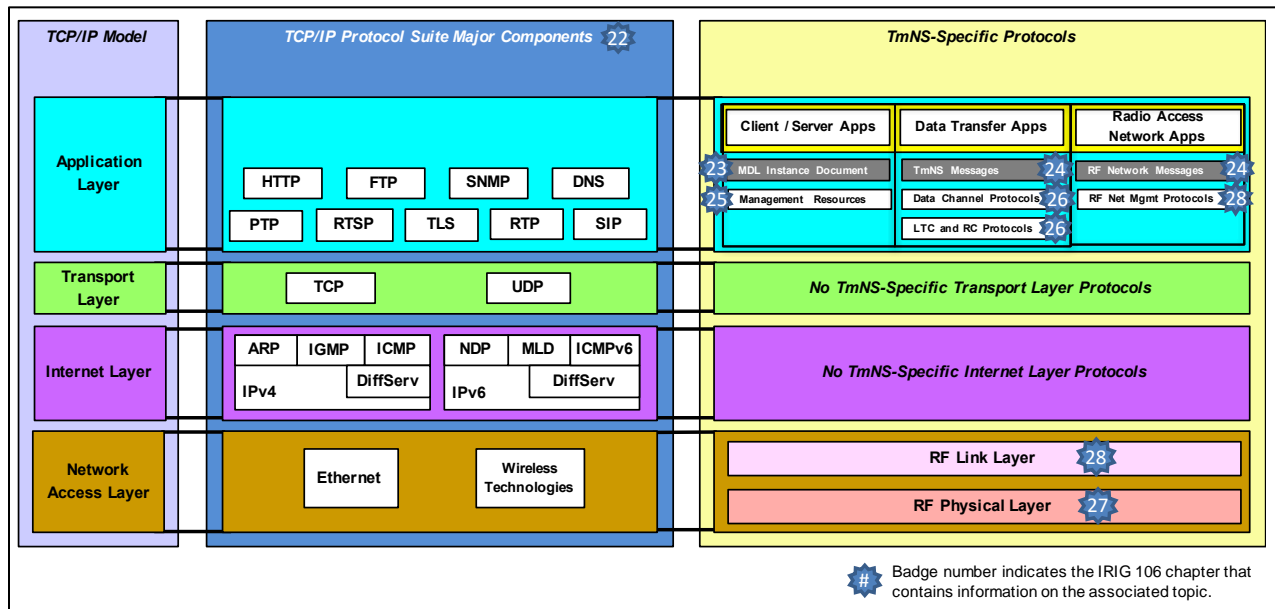 TCP/IP Model
TCP/IP Protocol Suite Major Components 22
TmNS-Specific Protocols
Application
Layer
HTTP FTP SNMP DNS
PTP RTSP TLS RTP SIP
Client / Server Apps
Data Transfer Apps
Radio Access
Network Apps
23 MDL Instance Document
TmNS Messages 24
RF Network Messages 24
25 Management Resources
Data Channel Protocols 26
RF Net Mgmt Protocols 28
LTC and RC Protocols 26
Transport
Layer
TCP UDP
No TmNS-Specific Transport Layer Protocols
Internet Layer
ARP IGMP ICMP
DiffServ
IPv4
NDP MLD ICMPv6
DiffServ
IPv6
No TmNS-Specific Internet Layer Protocols
Network
Access Layer
Ethernet
Wireless
Technologies
RF Link Layer 28
RF Physical Layer 27
# Badge number indicates the IRIG 106 chapter that
contains information on the associated topic.